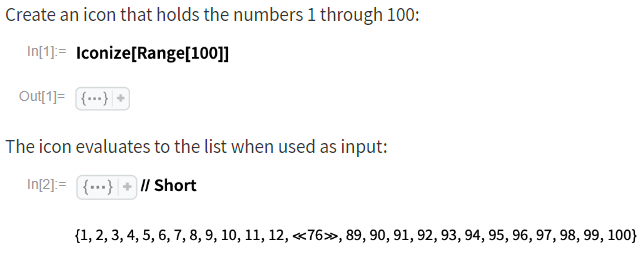 Create an icon that holds the numbers 1 through 100:
In[1]:= Iconize[Range[100]]
Out[1]= {⋯} +
The icon evaluates to the list when used as input:
In[2]:= {⋯} + // Short
{1, 2, 3, 4, 5, 6, 7, 8, 9, 10, 11, 12, ≪76≫, 89, 90, 91, 92, 93, 94, 95, 96, 97, 98, 99, 100}